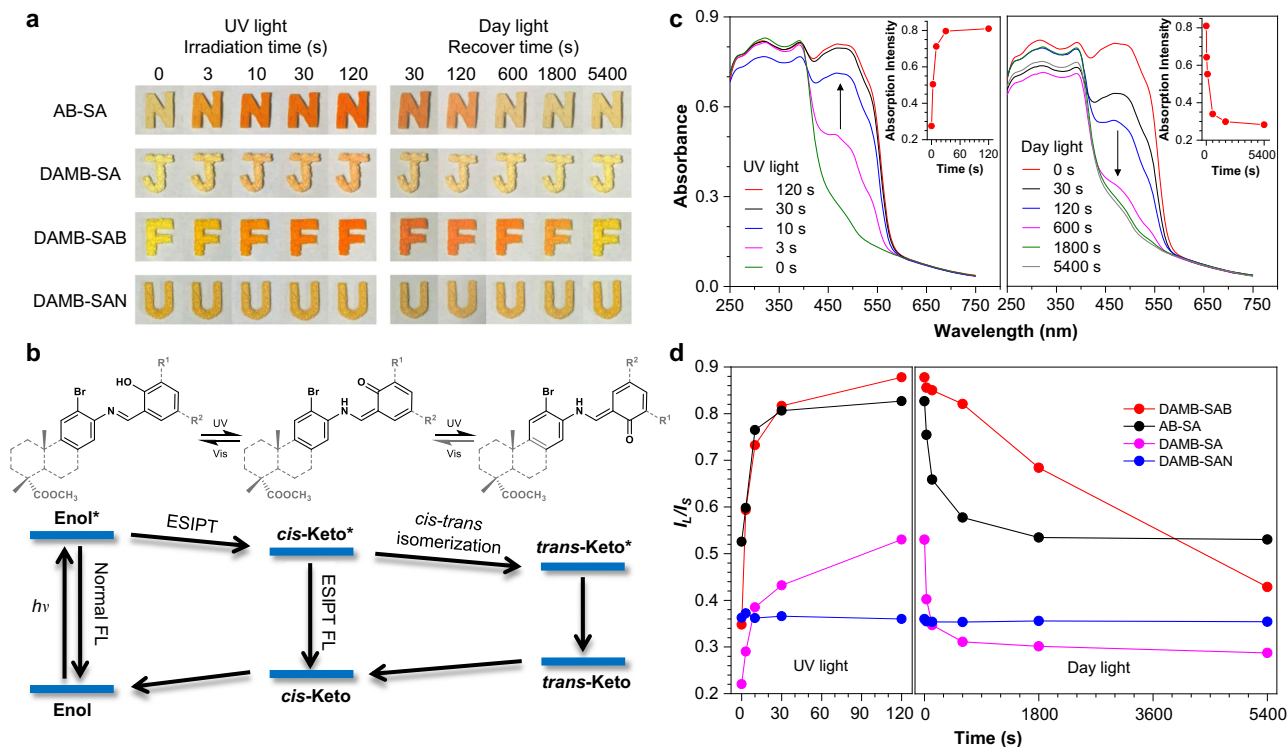 a
UV light
Irradiation time (s)
Day light
Recover time (s)
0 3 10 30 120 30 120 600 1800 5400
AB-SA
N N N N N N N N N N
DAMB-SA
J J J J J J J J J J
DAMB-SAB
F F F F F F F F F F
DAMB-SAN
U U U U U U U U U U
b
R¹
HO
Br
N
R²
COOCH₃
UV
Vis
R¹
O
Br
N
H
R²
COOCH₃
UV
Vis
R²
Br
N
H
R¹
O
COOCH₃
Enol*
ESIPT
cis-Keto*
cis-trans
isomerization
trans-Keto*
hν
Normal FL
ESIPT FL
Enol
cis-Keto
trans-Keto
c
Absorbance
0.9
0.6
0.3
0.0
UV light
120 s
30 s
10 s
3 s
0 s
250 350 450 550 650 750
Absorption Intensity
0.8
0.6
0.4
0.2
0 60 120
Time (s)
Day light
0 s
30 s
120 s
600 s
1800 s
5400 s
250 350 450 550 650 750
Absorption Intensity
0.8
0.6
0.4
0.2
0 5400
Time (s)
Wavelength (nm)
d
I_L/I_S
0.9
0.8
0.7
0.6
0.5
0.4
0.3
0.2
UV light
0 30 60 90 120
DAMB-SAB
AB-SA
DAMB-SA
DAMB-SAN
Day light
0 1800 3600 5400
Time (s)